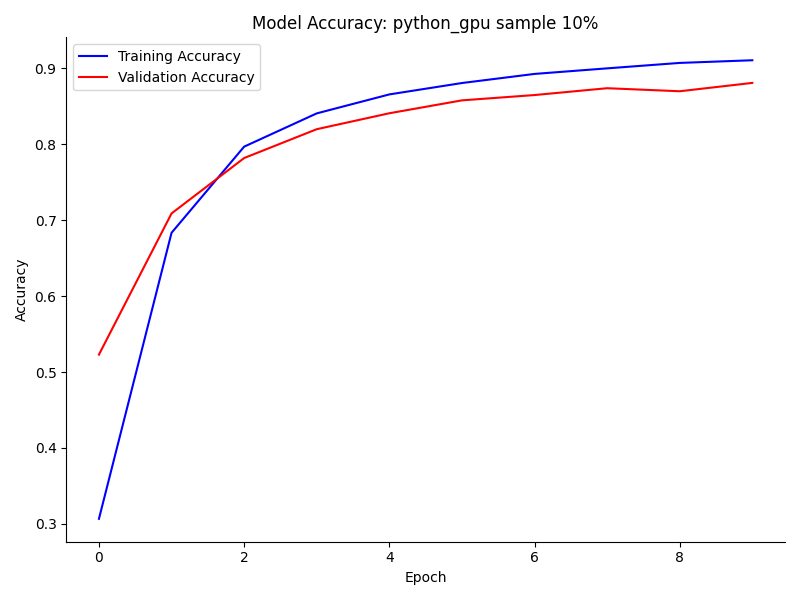 Model Accuracy: python_gpu sample 10%
Training Accuracy
Validation Accuracy
Accuracy
0.9
0.8
0.7
0.6
0.5
0.4
0.3
0 2 4 6 8
Epoch